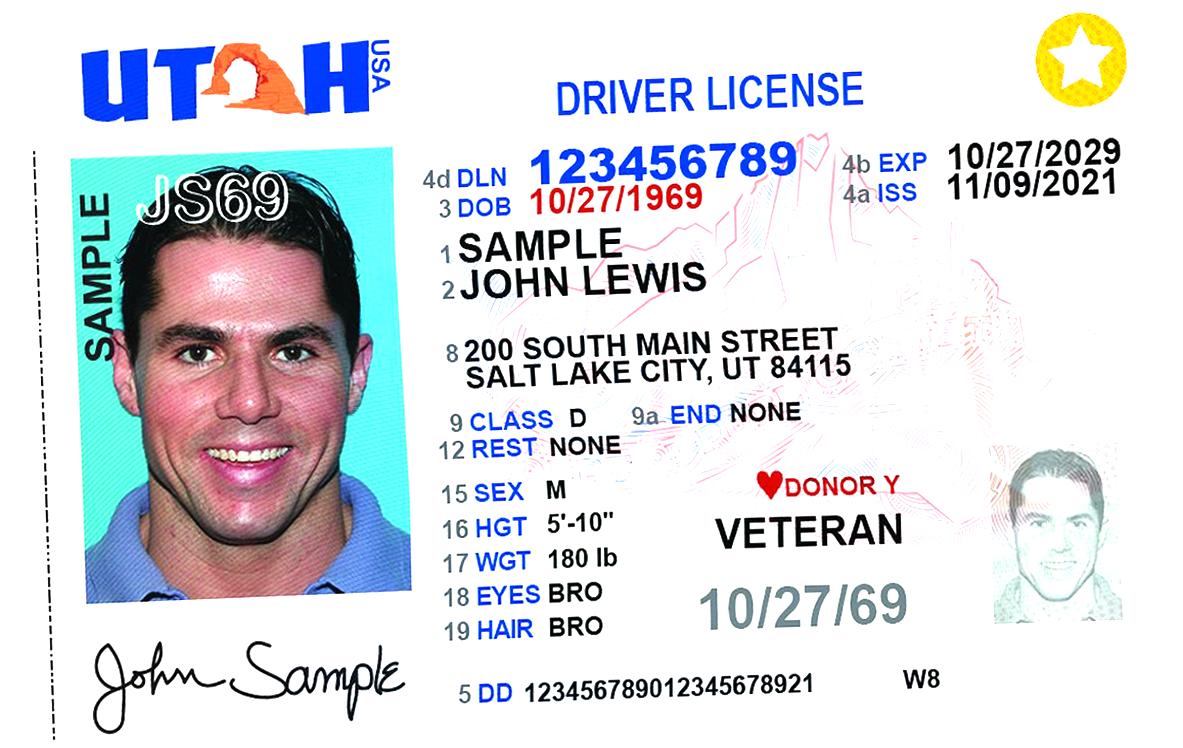 UTAH USA
DRIVER LICENSE
SAMPLE
JS69
4d DLN 123456789
3 DOB 10/27/1969
4b EXP 10/27/2029
4a ISS 11/09/2021
1 SAMPLE
2 JOHN LEWIS
8 200 SOUTH MAIN STREET
SALT LAKE CITY, UT 84115
9 CLASS D 9a END NONE
12 REST NONE
15 SEX M
16 HGT 5'-10"
17 WGT 180 lb
18 EYES BRO
19 HAIR BRO
DONOR Y
VETERAN
10/27/69
John Sample
5 DD 123456789012345678921 W8